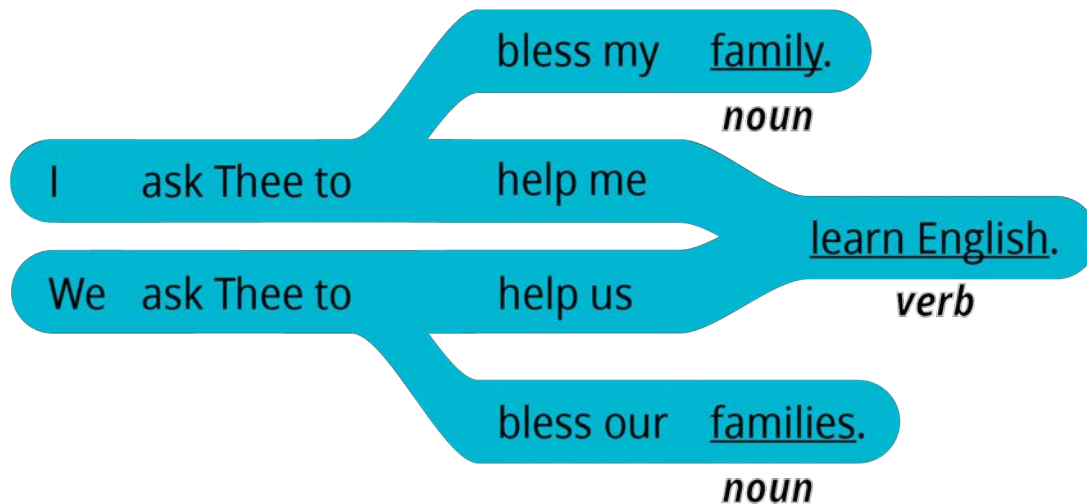 bless my family.
noun
I ask Thee to help me
learn English.
We ask Thee to help us
verb
bless our families.
noun